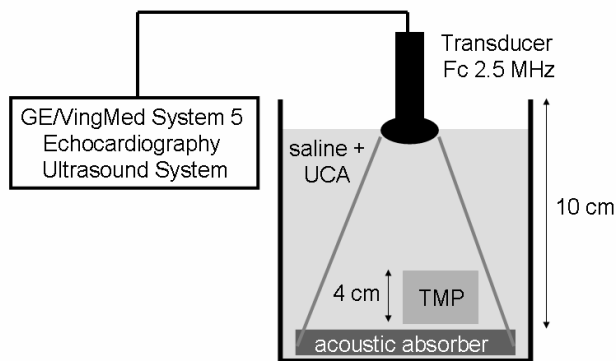 Transducer
Fc 2.5 MHz
GE/VingMed System 5
Echocardiography
Ultrasound System
saline +
UCA
10 cm
4 cm
TMP
acoustic absorber